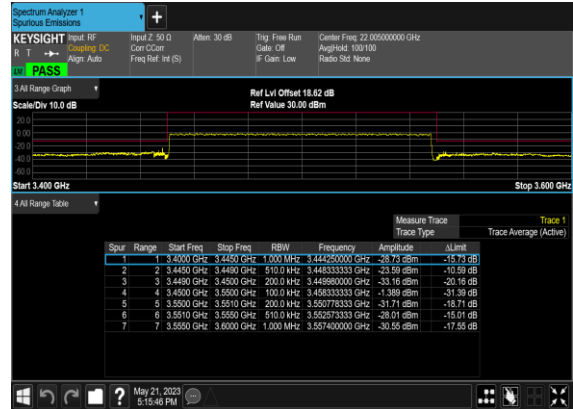 Spectrum Analyzer 1
Spurious Emissions
KEYSIGHT Input: RF Input Z: 50 Ω Atten: 30 dB Trig: Free Run Center Freq: 22.005000000 GHz
R T Coupling: DC Corr CCorr Gate: Off Avg|Hold: 100/100
Align: Auto Freq Ref: Int (S) IF Gain: Low Radio Std: None
PASS
3 All Range Graph
Ref Lvl Offset 18.62 dB
Scale/Div 10.0 dB Ref Value 30.00 dBm
20.0
0.00
-20.0
-40.0
-60.0
Start 3.400 GHz Stop 3.600 GHz
4 All Range Table
Measure Trace Trace 1
Trace Type Trace Average (Active)
Spur Range Start Freq Stop Freq RBW Frequency Amplitude ΔLimit
1 1 3.4000 GHz 3.4450 GHz 1.000 MHz 3.444250000 GHz -28.73 dBm -15.73 dB
2 2 3.4450 GHz 3.4490 GHz 510.0 kHz 3.448333333 GHz -23.59 dBm -10.59 dB
3 3 3.4490 GHz 3.4500 GHz 200.0 kHz 3.449980000 GHz -33.16 dBm -20.16 dB
4 4 3.4500 GHz 3.5500 GHz 100.0 kHz 3.458333333 GHz -1.389 dBm -31.39 dB
5 5 3.5500 GHz 3.5510 GHz 200.0 kHz 3.550778333 GHz -31.71 dBm -18.71 dB
6 6 3.5510 GHz 3.5550 GHz 510.0 kHz 3.552573333 GHz -28.01 dBm -15.01 dB
7 7 3.5550 GHz 3.6000 GHz 1.000 MHz 3.557400000 GHz -30.55 dBm -17.55 dB
May 21, 2023
5:15:46 PM